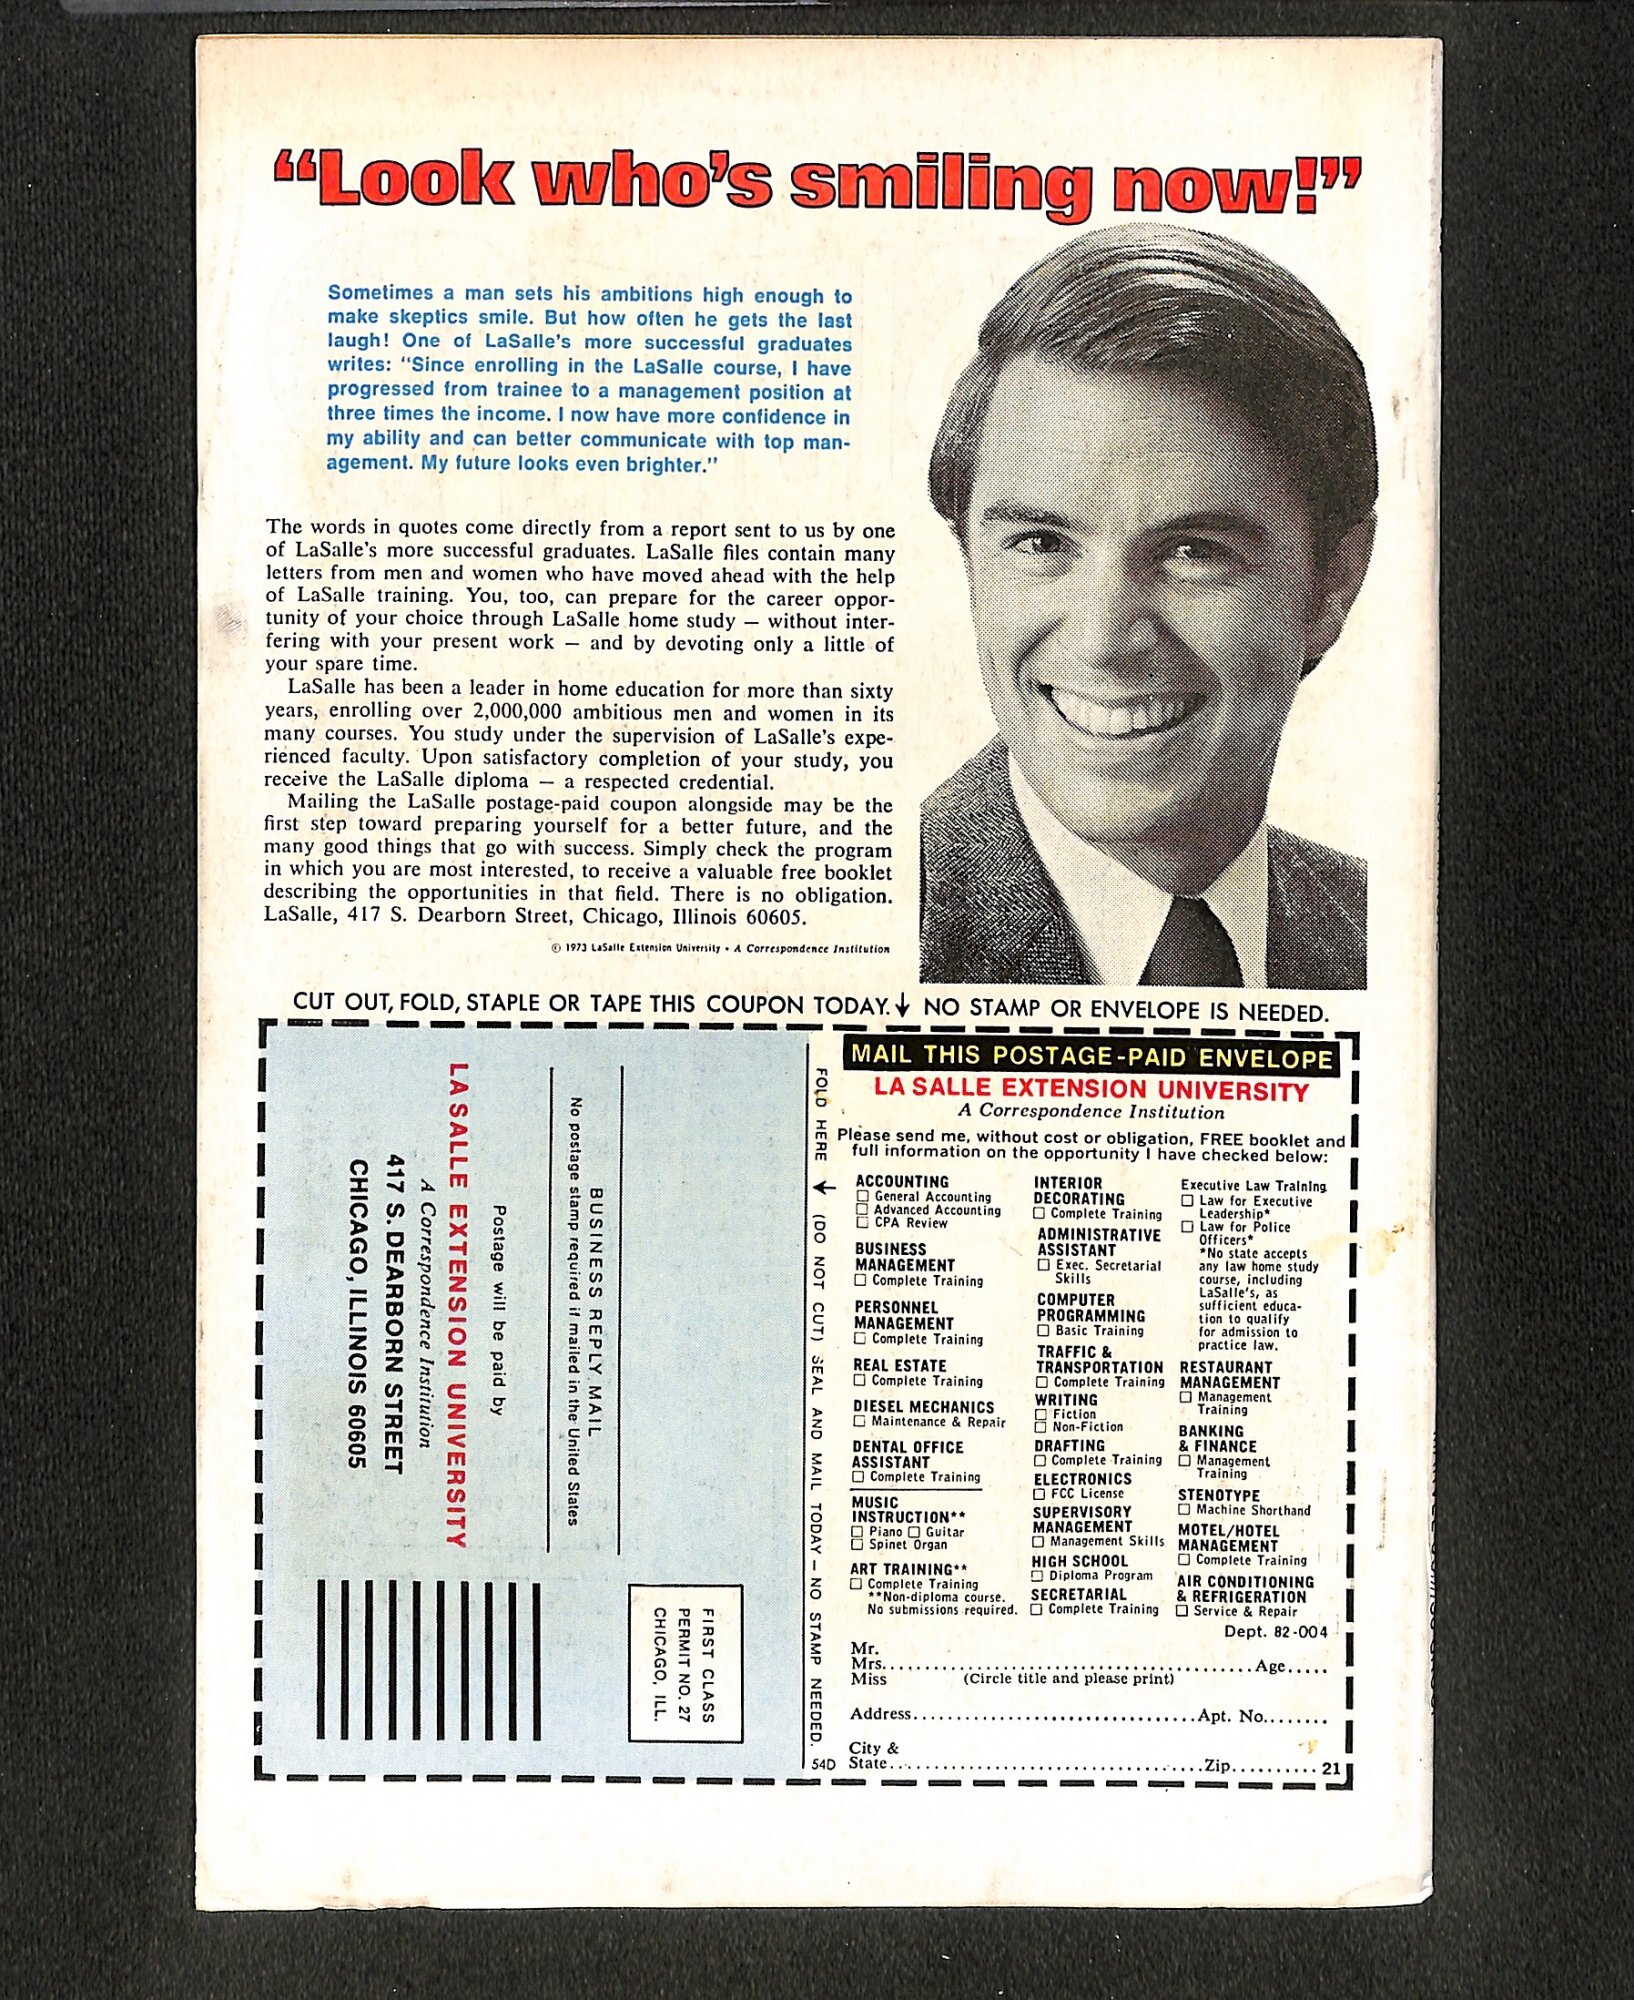 “Look who’s smiling now!”
Sometimes a man sets his ambitions high enough to
make skeptics smile. But how often he gets the last
laugh! One of LaSalle’s more successful graduates
writes: “Since enrolling in the LaSalle course, I have
progressed from trainee to a management position at
three times the income. I now have more confidence in
my ability and can better communicate with top man-
agement. My future looks even brighter.”
The words in quotes come directly from a report sent to us by one
of LaSalle’s more successful graduates. LaSalle files contain many
letters from men and women who have moved ahead with the help
of LaSalle training. You, too, can prepare for the career oppor-
tunity of your choice through LaSalle home study — without inter-
fering with your present work — and by devoting only a little of
your spare time.
LaSalle has been a leader in home education for more than sixty
years, enrolling over 2,000,000 ambitious men and women in its
many courses. You study under the supervision of LaSalle’s expe-
rienced faculty. Upon satisfactory completion of your study, you
receive the LaSalle diploma — a respected credential.
Mailing the LaSalle postage-paid coupon alongside may be the
first step toward preparing yourself for a better future, and the
many good things that go with success. Simply check the program
in which you are most interested, to receive a valuable free booklet
describing the opportunities in that field. There is no obligation.
LaSalle, 417 S. Dearborn Street, Chicago, Illinois 60605.
© 1973 LaSalle Extension University • A Correspondence Institution
CUT OUT, FOLD, STAPLE OR TAPE THIS COUPON TODAY. ↓ NO STAMP OR ENVELOPE IS NEEDED.
FIRST CLASS
PERMIT NO. 27
CHICAGO, ILL.
BUSINESS REPLY MAIL
No postage stamp required if mailed in the United States
Postage will be paid by
LA SALLE EXTENSION UNIVERSITY
A Correspondence Institution
417 S. DEARBORN STREET
CHICAGO, ILLINOIS 60605
FOLD HERE ↓ (DO NOT CUT) SEAL AND MAIL TODAY — NO STAMP NEEDED.
54D
MAIL THIS POSTAGE-PAID ENVELOPE
LA SALLE EXTENSION UNIVERSITY
A Correspondence Institution
Please send me, without cost or obligation, FREE booklet and
full information on the opportunity I have checked below:
ACCOUNTING
☐ General Accounting
☐ Advanced Accounting
☐ CPA Review
BUSINESS
MANAGEMENT
☐ Complete Training
PERSONNEL
MANAGEMENT
☐ Complete Training
REAL ESTATE
☐ Complete Training
DIESEL MECHANICS
☐ Maintenance & Repair
DENTAL OFFICE
ASSISTANT
☐ Complete Training
MUSIC
INSTRUCTION**
☐ Piano ☐ Guitar
☐ Spinet Organ
ART TRAINING**
☐ Complete Training
**Non-diploma course.
No submissions required.
INTERIOR
DECORATING
☐ Complete Training
ADMINISTRATIVE
ASSISTANT
☐ Exec. Secretarial
Skills
COMPUTER
PROGRAMMING
☐ Basic Training
TRAFFIC &
TRANSPORTATION
☐ Complete Training
WRITING
☐ Fiction
☐ Non-Fiction
DRAFTING
☐ Complete Training
ELECTRONICS
☐ FCC License
SUPERVISORY
MANAGEMENT
☐ Management Skills
HIGH SCHOOL
☐ Diploma Program
SECRETARIAL
☐ Complete Training
Executive Law Training
☐ Law for Executive
Leadership*
☐ Law for Police
Officers*
*No state accepts
any law home study
course, including
LaSalle’s, as
sufficient educa-
tion to qualify
for admission to
practice law.
RESTAURANT
MANAGEMENT
☐ Management
Training
BANKING
& FINANCE
☐ Management
Training
STENOTYPE
☐ Machine Shorthand
MOTEL/HOTEL
MANAGEMENT
☐ Complete Training
AIR CONDITIONING
& REFRIGERATION
☐ Service & Repair
Dept. 82-004
Mr.
Mrs. Age
Miss (Circle title and please print)
Address Apt. No.
City &
State Zip 21